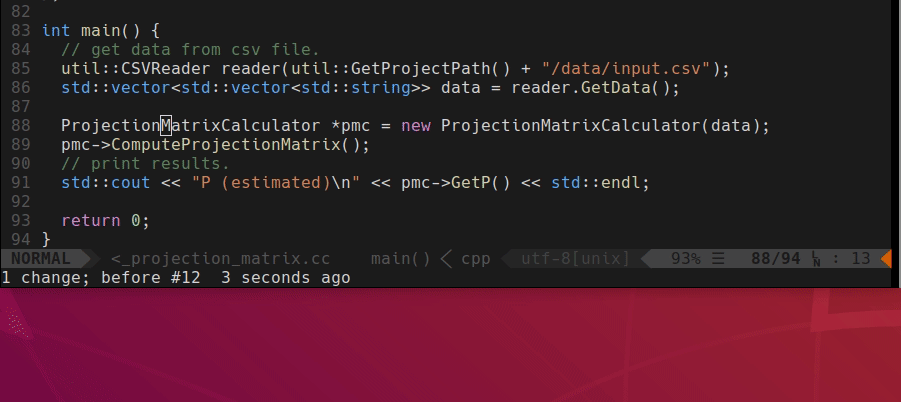 82
83 int main() {
84   // get data from csv file.
85   util::CSVReader reader(util::GetProjectPath() + "/data/input.csv");
86   std::vector<std::vector<std::string>> data = reader.GetData();
87
88   ProjectionMatrixCalculator *pmc = new ProjectionMatrixCalculator(data);
89   pmc->ComputeProjectionMatrix();
90   // print results.
91   std::cout << "P (estimated)\n" << pmc->GetP() << std::endl;
92
93   return 0;
94 }
NORMAL <_projection_matrix.cc main() < cpp utf-8[unix] 93% ☰ 88/94 ㏑ : 13
1 change; before #12  3 seconds ago